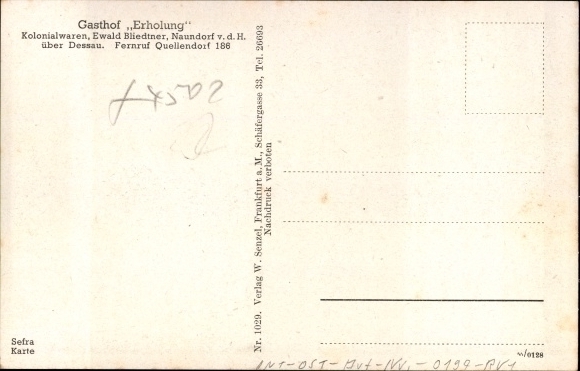 Gasthof „Erholung"
Kolonialwaren, Ewald Bliedtner, Naundorf v. d. H.
über Dessau. Fernruf Quellendorf 186
Nr. 1029. Verlag W. Senzel, Frankfurt a. M., Schäfergasse 33, Tel. 26693
Nachdruck verboten
Sefra
Karte
/0128